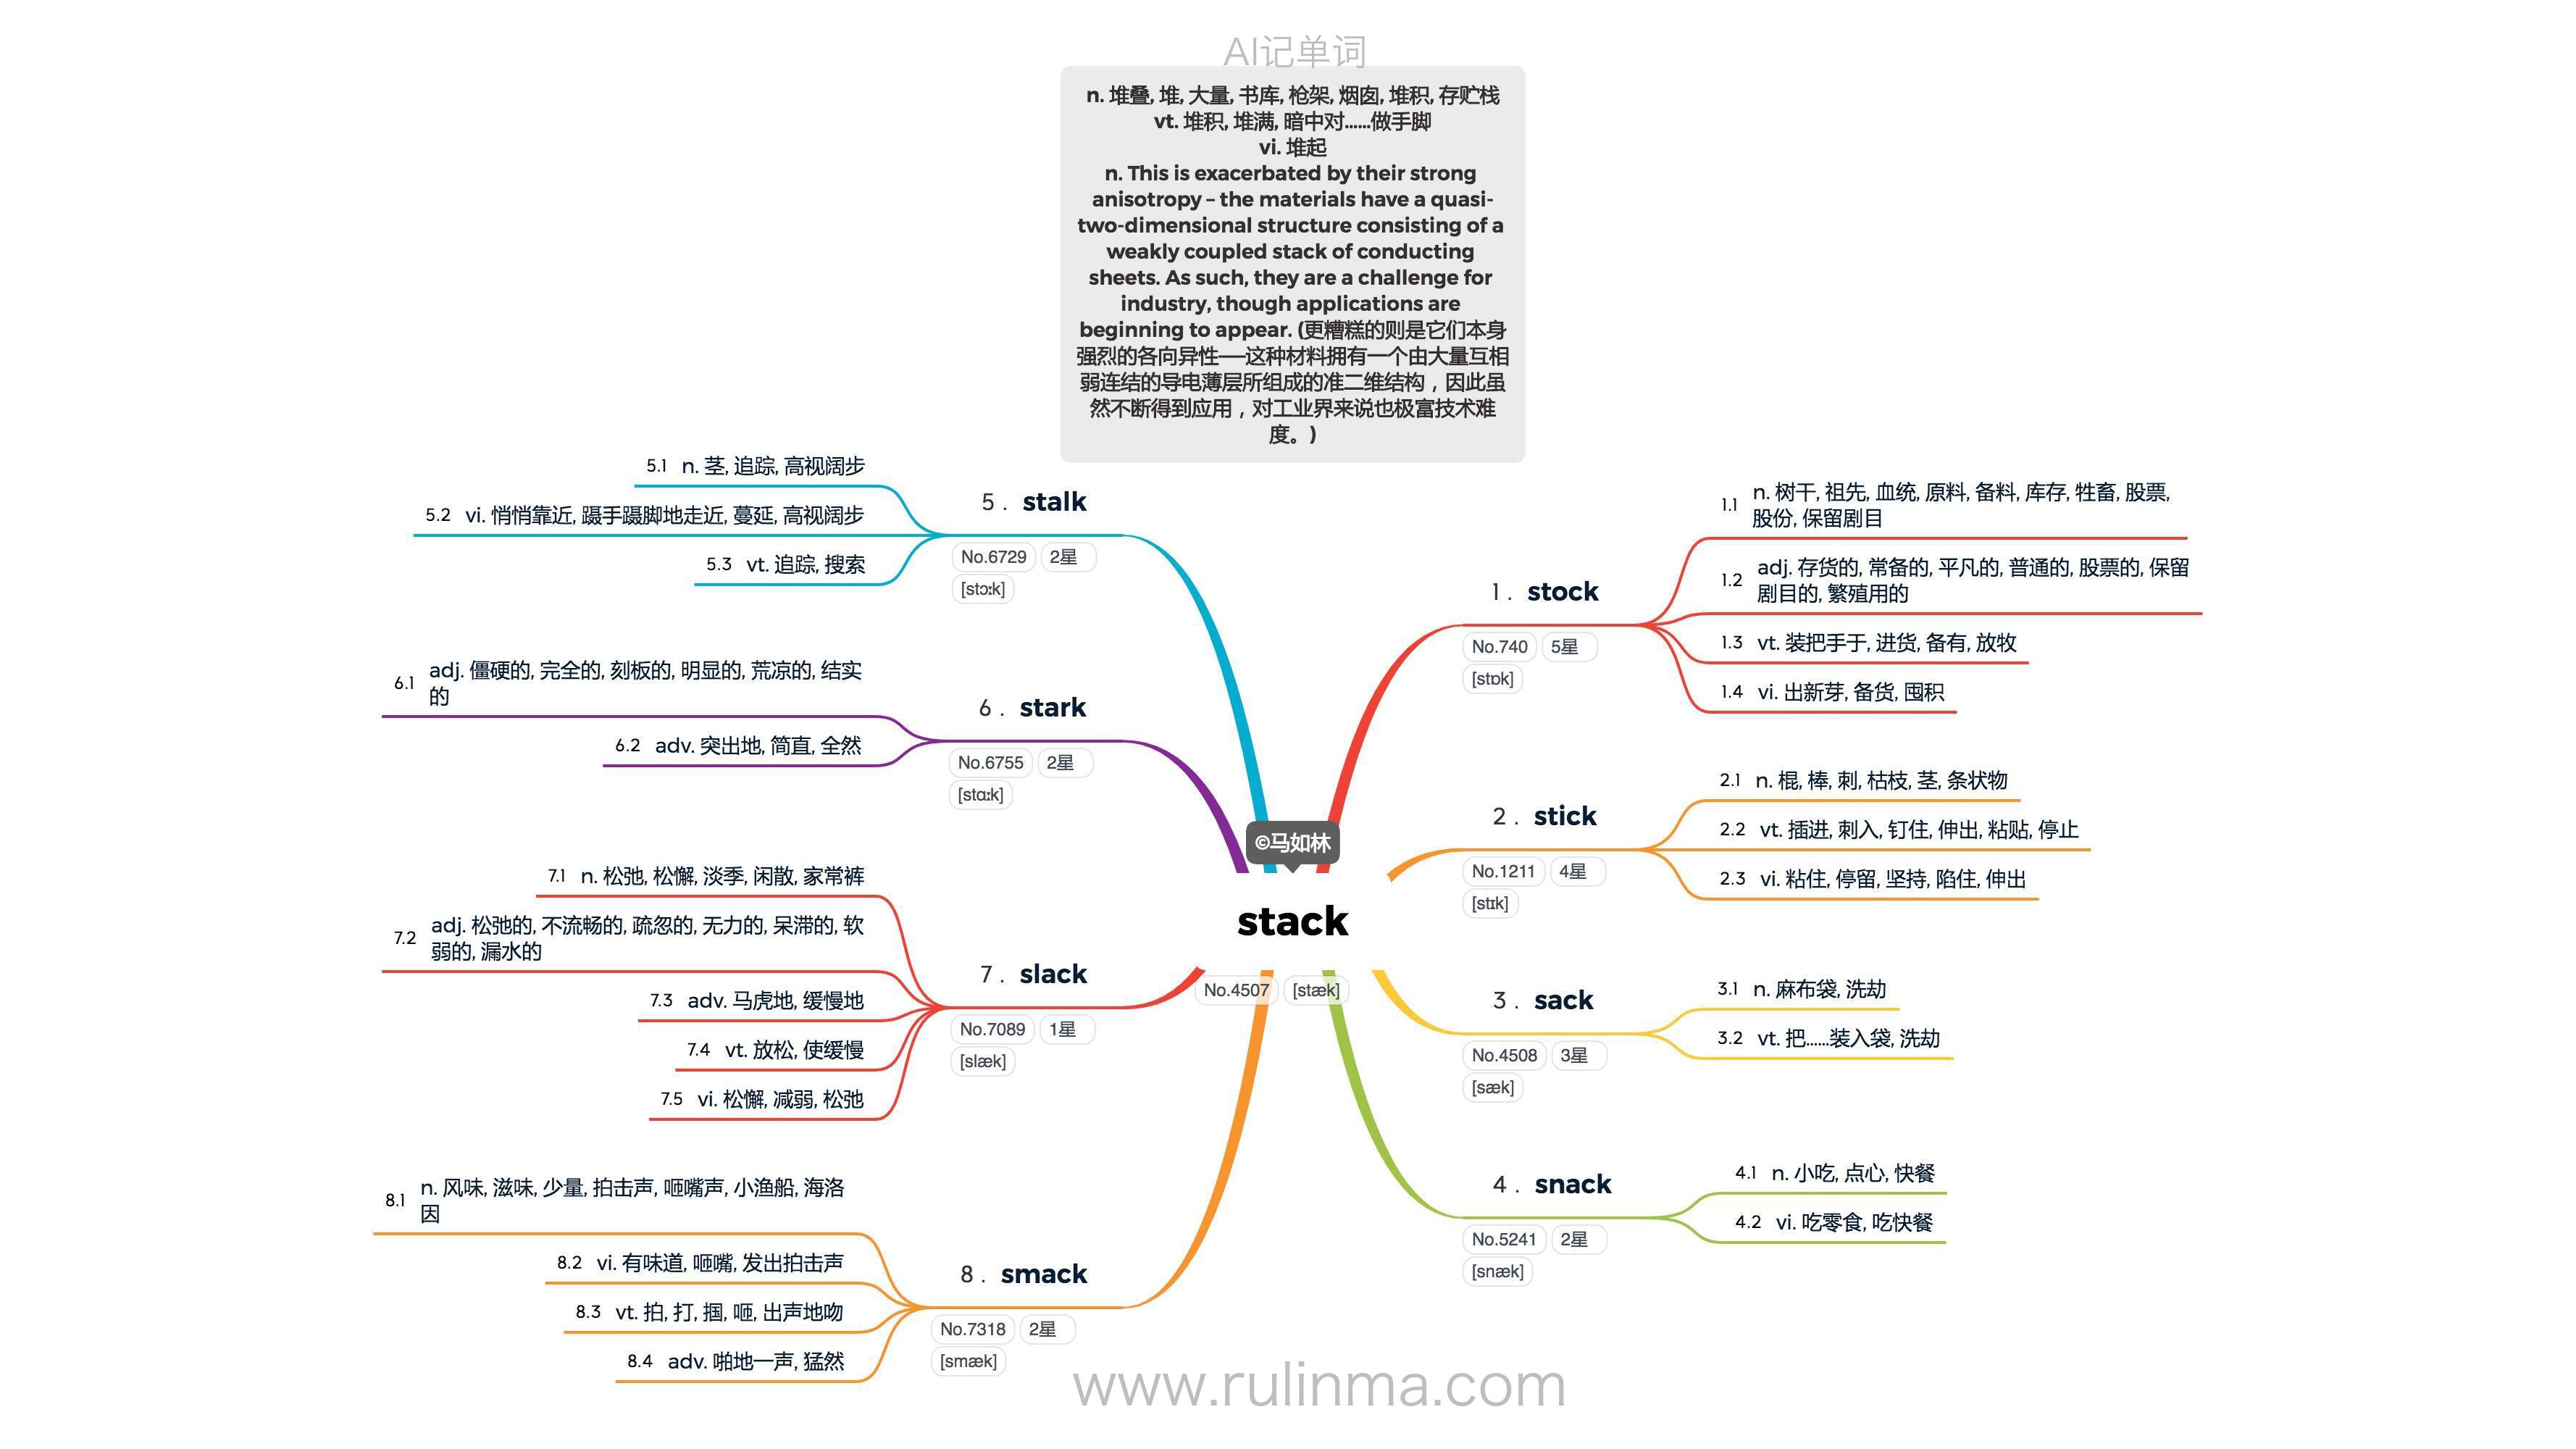 AI记单词
n. 堆叠, 堆, 大量, 书库, 枪架, 烟囱, 堆积, 存贮栈
vt. 堆积, 堆满, 暗中对……做手脚
vi. 堆起
n. This is exacerbated by their strong
anisotropy – the materials have a quasi-
two-dimensional structure consisting of a
weakly coupled stack of conducting
sheets. As such, they are a challenge for
industry, though applications are
beginning to appear. (更糟糕的则是它们本身
强烈的各向异性──这种材料拥有一个由大量互相
弱连结的导电薄层所组成的准二维结构，因此虽
然不断得到应用，对工业界来说也极富技术难
度。)
©马如林
stack
No.4507 [stæk]
1. stock
No.740 5星
[stɒk]
1.1 n. 树干, 祖先, 血统, 原料, 备料, 库存, 牲畜, 股票,
股份, 保留剧目
1.2 adj. 存货的, 常备的, 平凡的, 普通的, 股票的, 保留
剧目的, 繁殖用的
1.3 vt. 装把手于, 进货, 备有, 放牧
1.4 vi. 出新芽, 备货, 囤积
2. stick
No.1211 4星
[stɪk]
2.1 n. 棍, 棒, 刺, 枯枝, 茎, 条状物
2.2 vt. 插进, 刺入, 钉住, 伸出, 粘贴, 停止
2.3 vi. 粘住, 停留, 坚持, 陷住, 伸出
3. sack
No.4508 3星
[sæk]
3.1 n. 麻布袋, 洗劫
3.2 vt. 把……装入袋, 洗劫
4. snack
No.5241 2星
[snæk]
4.1 n. 小吃, 点心, 快餐
4.2 vi. 吃零食, 吃快餐
5. stalk
No.6729 2星
[stɔːk]
5.1 n. 茎, 追踪, 高视阔步
5.2 vi. 悄悄靠近, 蹑手蹑脚地走近, 蔓延, 高视阔步
5.3 vt. 追踪, 搜索
6. stark
No.6755 2星
[stɑːk]
6.1 adj. 僵硬的, 完全的, 刻板的, 明显的, 荒凉的, 结实
的
6.2 adv. 突出地, 简直, 全然
7. slack
No.7089 1星
[slæk]
7.1 n. 松弛, 松懈, 淡季, 闲散, 家常裤
7.2 adj. 松弛的, 不流畅的, 疏忽的, 无力的, 呆滞的, 软
弱的, 漏水的
7.3 adv. 马虎地, 缓慢地
7.4 vt. 放松, 使缓慢
7.5 vi. 松懈, 减弱, 松弛
8. smack
No.7318 2星
[smæk]
8.1 n. 风味, 滋味, 少量, 拍击声, 咂嘴声, 小渔船, 海洛
因
8.2 vi. 有味道, 咂嘴, 发出拍击声
8.3 vt. 拍, 打, 掴, 咂, 出声地吻
8.4 adv. 啪地一声, 猛然
www.rulinma.com